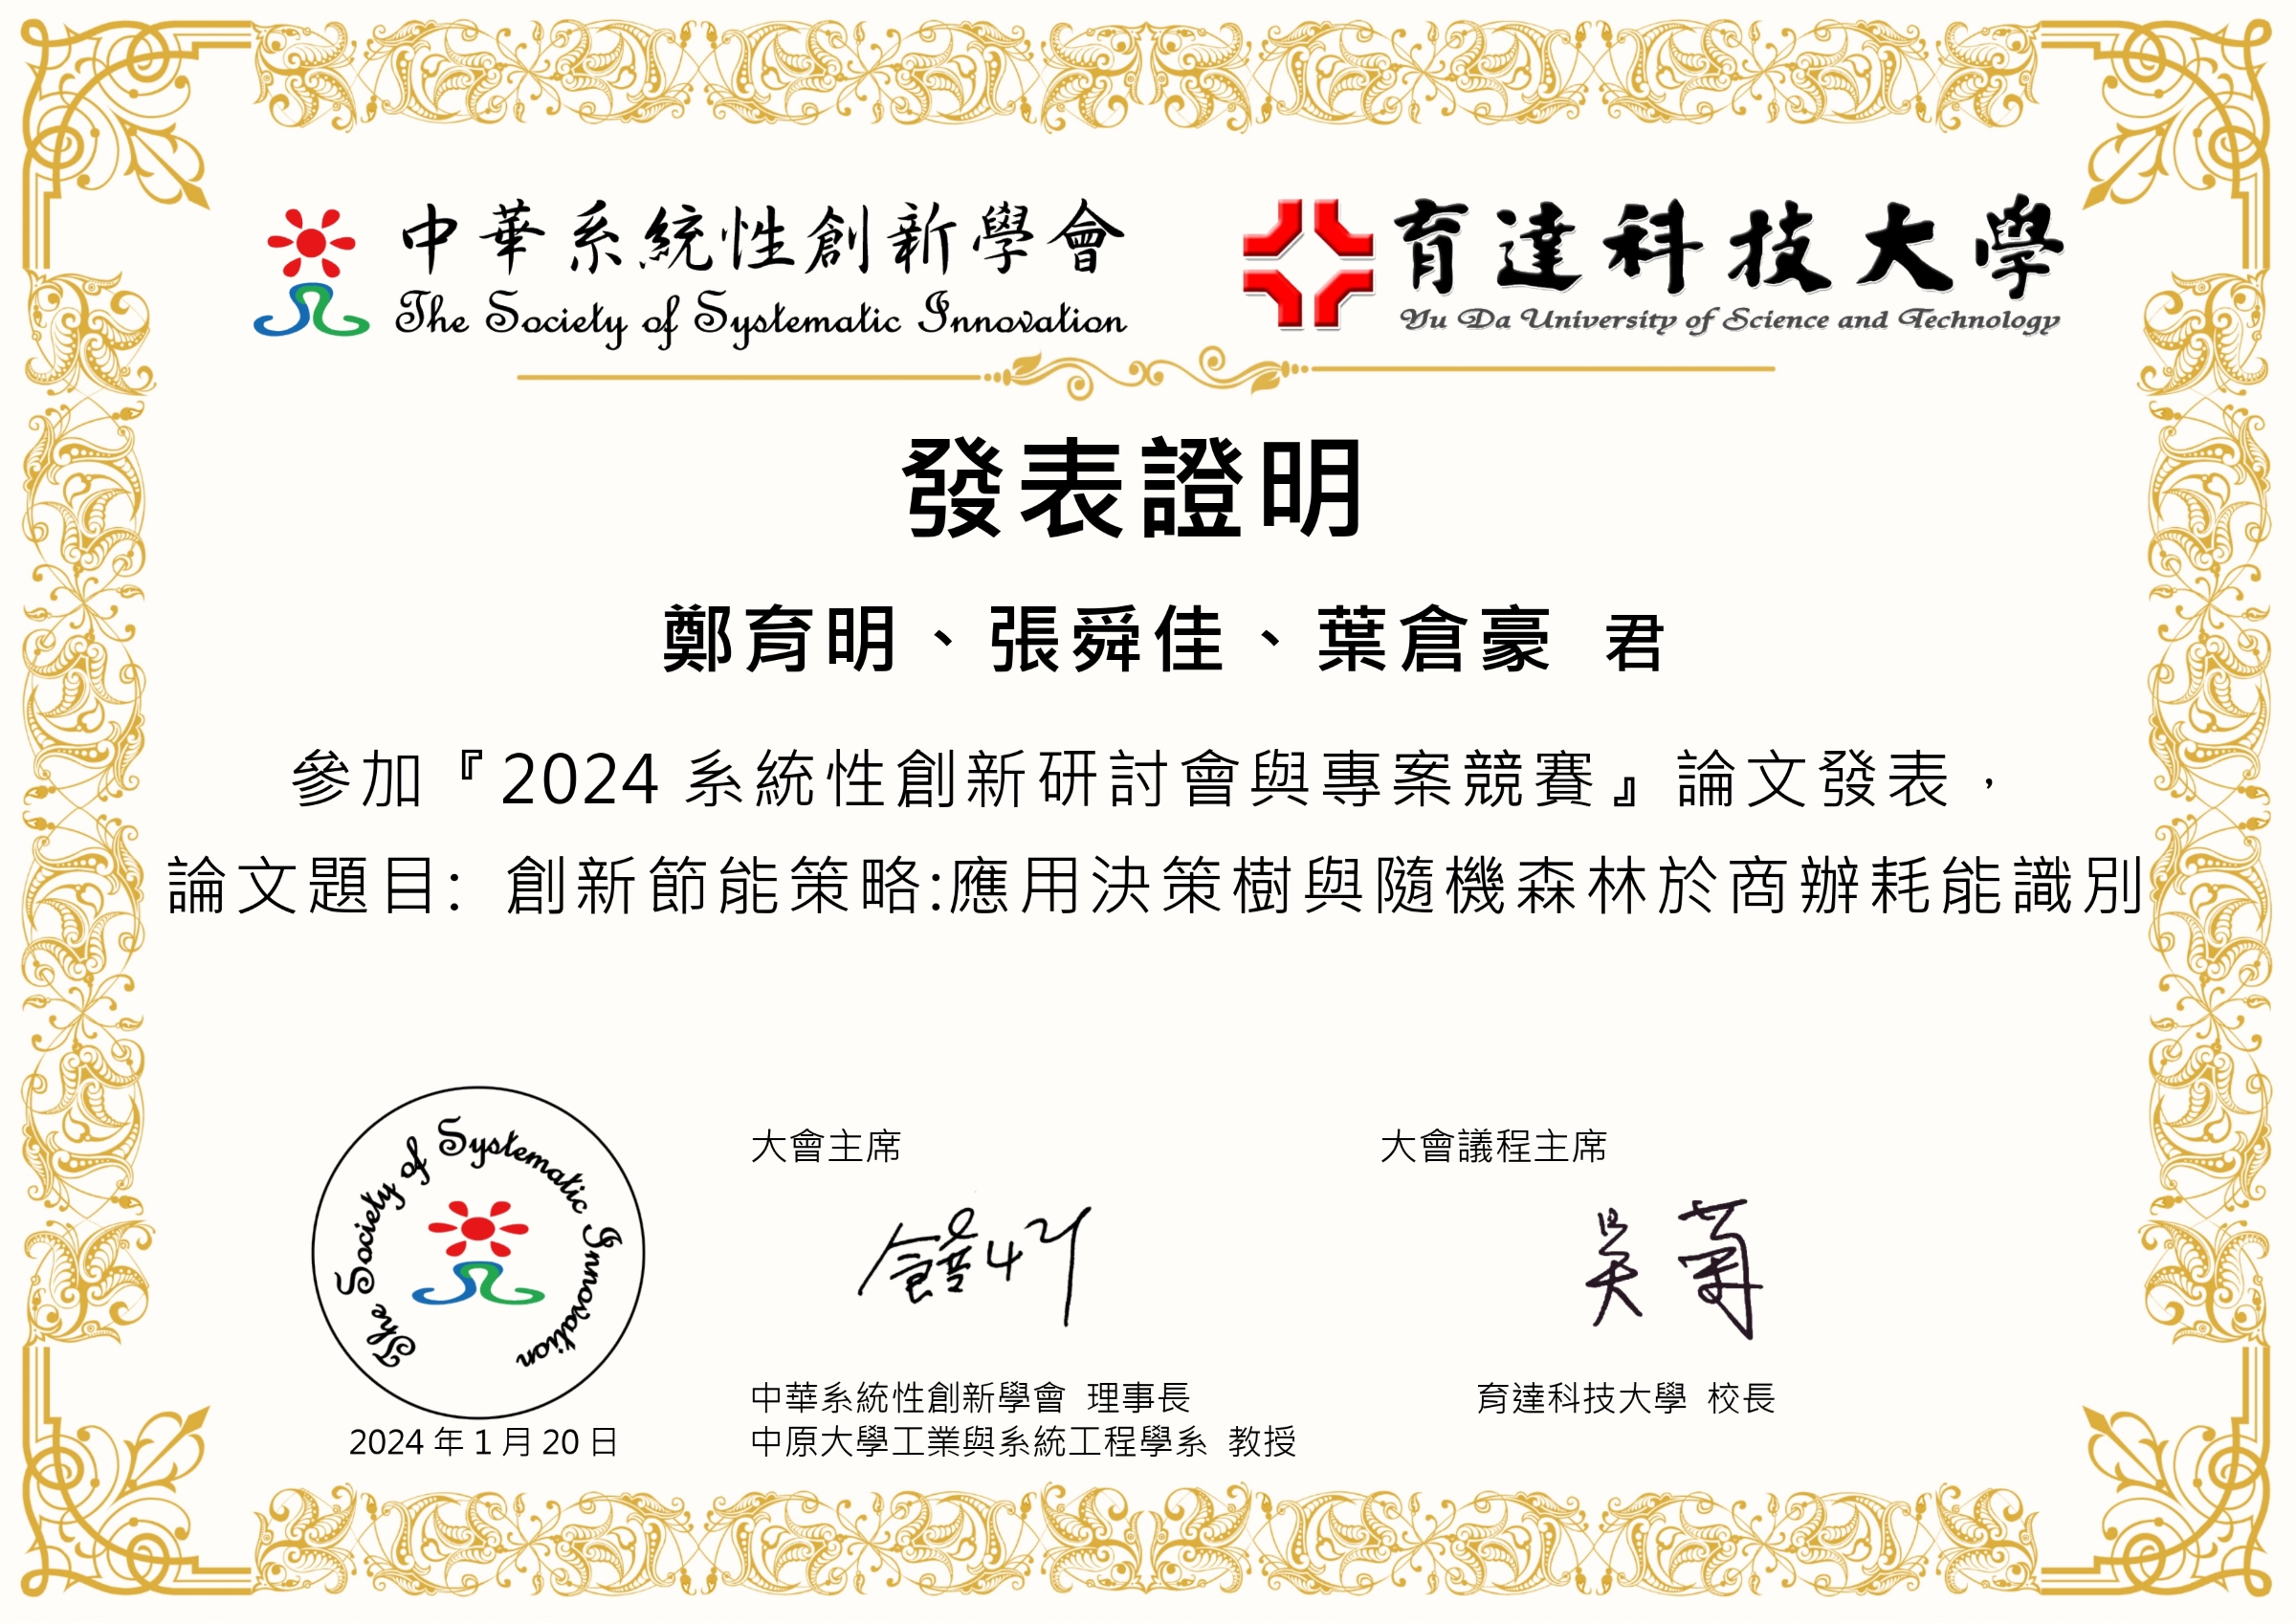 中華系統性創新學會
The Society of Systematic Innovation
育達科技大學
Yu Da University of Science and Technology
發表證明
鄭育明、張舜佳、葉倉豪 君
參加『2024 系統性創新研討會與專案競賽』論文發表，
論文題目: 創新節能策略:應用決策樹與隨機森林於商辦耗能識別
The Society of Systematic Innovation
2024 年 1 月 20 日
大會主席
中華系統性創新學會 理事長
中原大學工業與系統工程學系 教授
大會議程主席
育達科技大學 校長